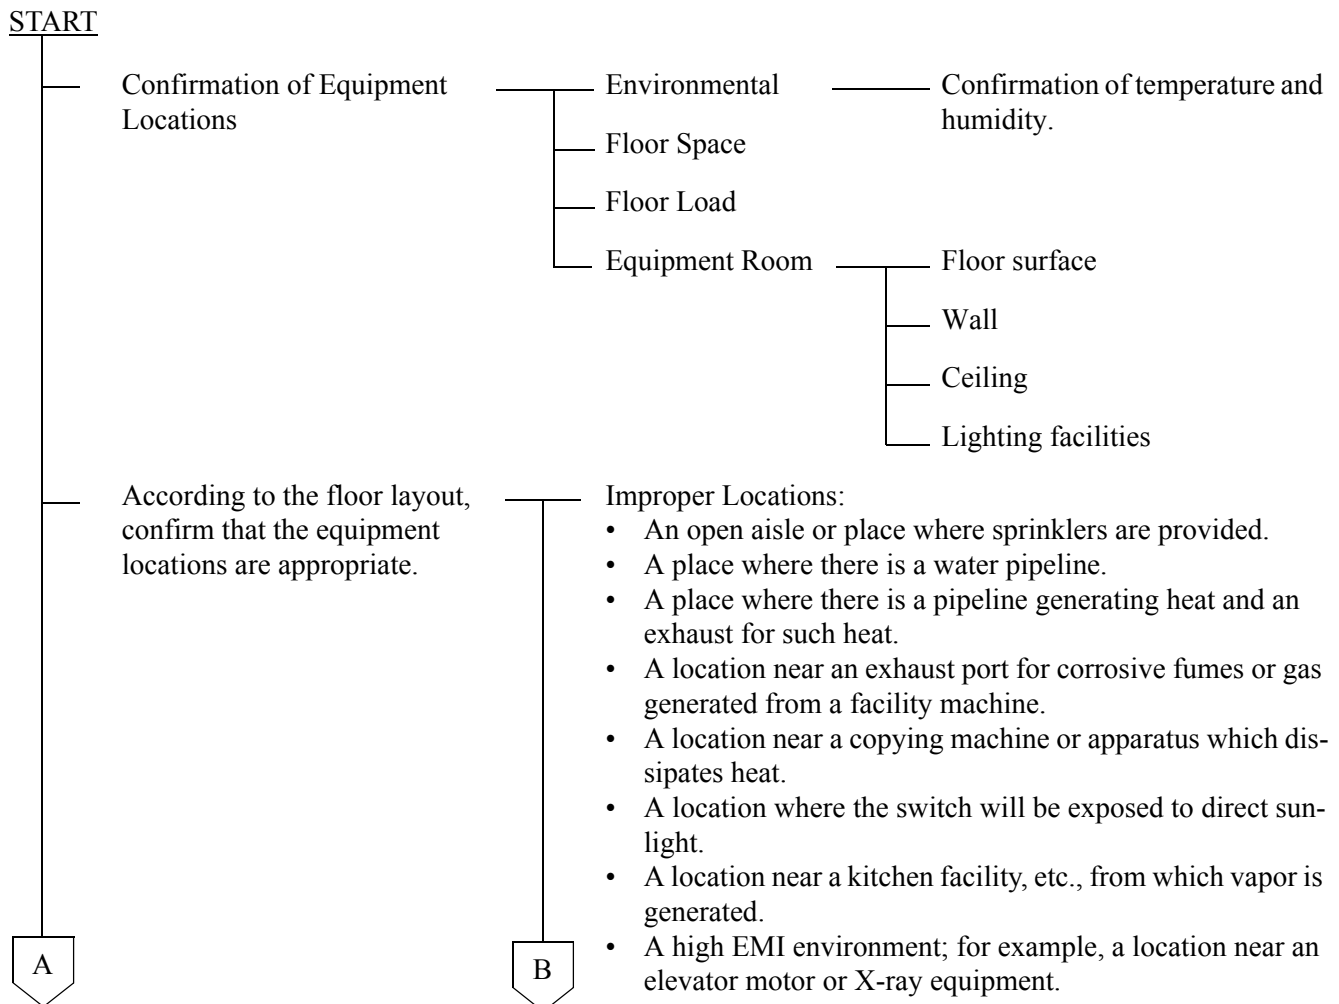 START
Confirmation of Equipment
Locations
Environmental
Confirmation of temperature and
humidity.
Floor Space
Floor Load
Equipment Room
Floor surface
Wall
Ceiling
Lighting facilities
According to the floor layout,
confirm that the equipment
locations are appropriate.
Improper Locations:
• An open aisle or place where sprinklers are provided.
• A place where there is a water pipeline.
• A place where there is a pipeline generating heat and an
exhaust for such heat.
• A location near an exhaust port for corrosive fumes or gas
generated from a facility machine.
• A location near a copying machine or apparatus which dis-
sipates heat.
• A location where the switch will be exposed to direct sun-
light.
• A location near a kitchen facility, etc., from which vapor is
generated.
• A high EMI environment; for example, a location near an
elevator motor or X-ray equipment.
A
B